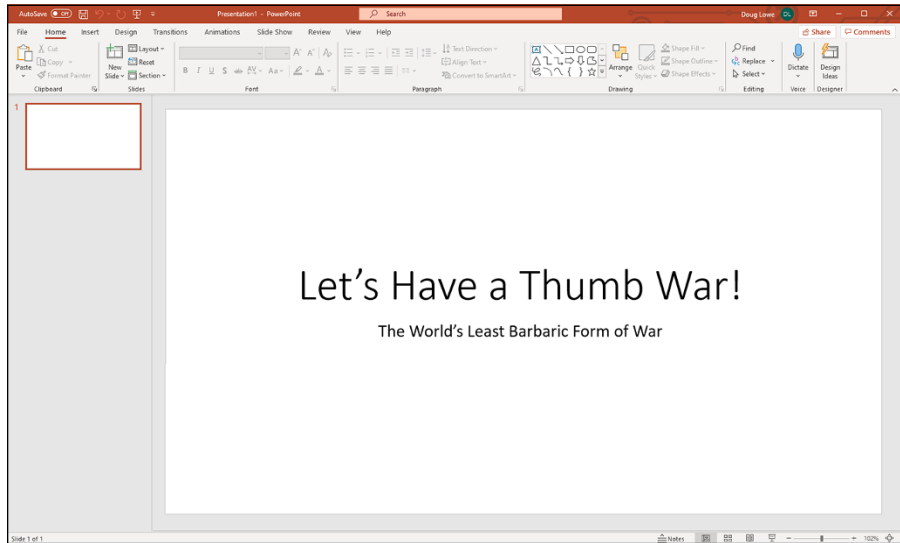 AutoSave Off Presentation1 - PowerPoint Search Doug Lowe DL
File Home Insert Design Transitions Animations Slide Show Review View Help Share Comments
Cut Layout Text Direction Shape Fill Find
Copy Reset Align Text Shape Outline Replace
Paste Format Painter New Slide Section B I U S ab AV Aa A Convert to SmartArt Arrange Quick Styles Shape Effects Select Dictate Design Ideas
Clipboard Slides Font Paragraph Drawing Editing Voice Designer
1
Let's Have a Thumb War!
The World's Least Barbaric Form of War
Slide 1 of 1 Notes 102%